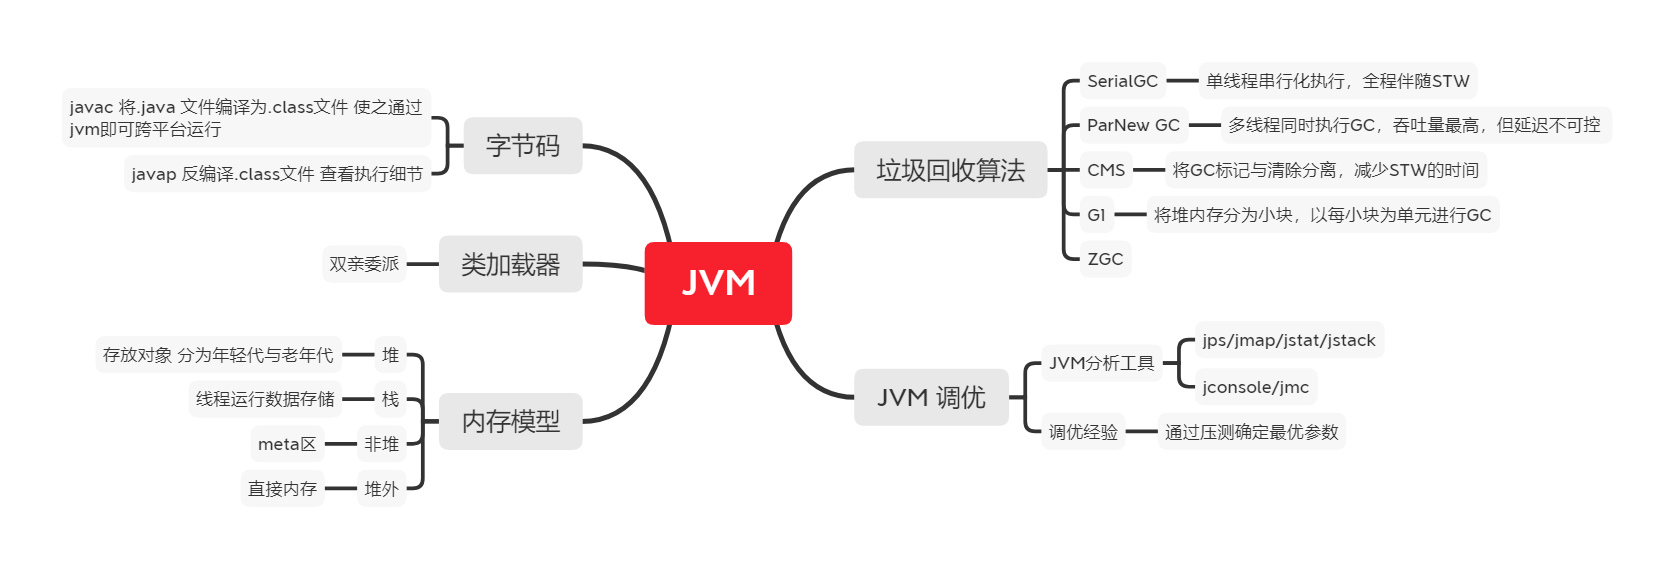 JVM
字节码
javac 将.java 文件编译为.class文件 使之通过
jvm即可跨平台运行
javap 反编译.class文件 查看执行细节
类加载器
双亲委派
内存模型
堆
存放对象 分为年轻代与老年代
栈
线程运行数据存储
非堆
meta区
堆外
直接内存
垃圾回收算法
SerialGC
单线程串行化执行，全程伴随STW
ParNew GC
多线程同时执行GC，吞吐量最高，但延迟不可控
CMS
将GC标记与清除分离，减少STW的时间
G1
将堆内存分为小块，以每小块为单元进行GC
ZGC
JVM 调优
JVM分析工具
jps/jmap/jstat/jstack
jconsole/jmc
调优经验
通过压测确定最优参数